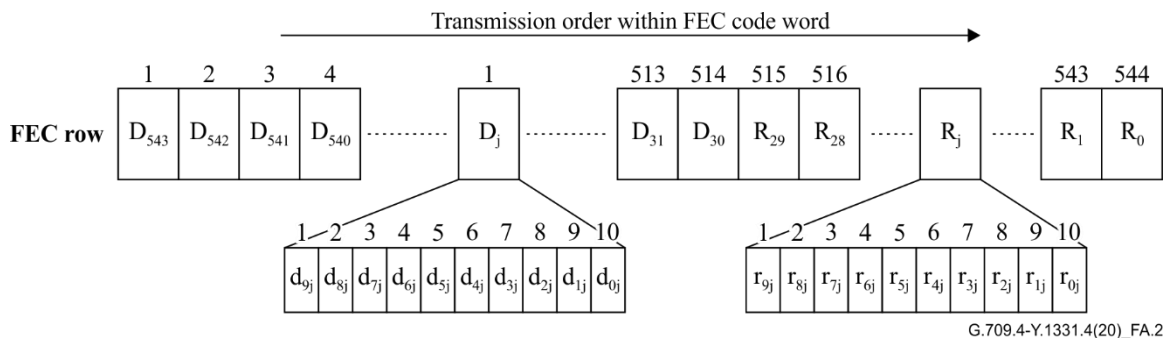 Transmission order within FEC code word
1 2 3 4 1 513 514 515 516 543 544
FEC row D₅₄₃ D₅₄₂ D₅₄₁ D₅₄₀ Dⱼ D₃₁ D₃₀ R₂₉ R₂₈ Rⱼ R₁ R₀
1 2 3 4 5 6 7 8 9 10 1 2 3 4 5 6 7 8 9 10
d₉ⱼ d₈ⱼ d₇ⱼ d₆ⱼ d₅ⱼ d₄ⱼ d₃ⱼ d₂ⱼ d₁ⱼ d₀ⱼ r₉ⱼ r₈ⱼ r₇ⱼ r₆ⱼ r₅ⱼ r₄ⱼ r₃ⱼ r₂ⱼ r₁ⱼ r₀ⱼ
G.709.4-Y.1331.4(20)_FA.2